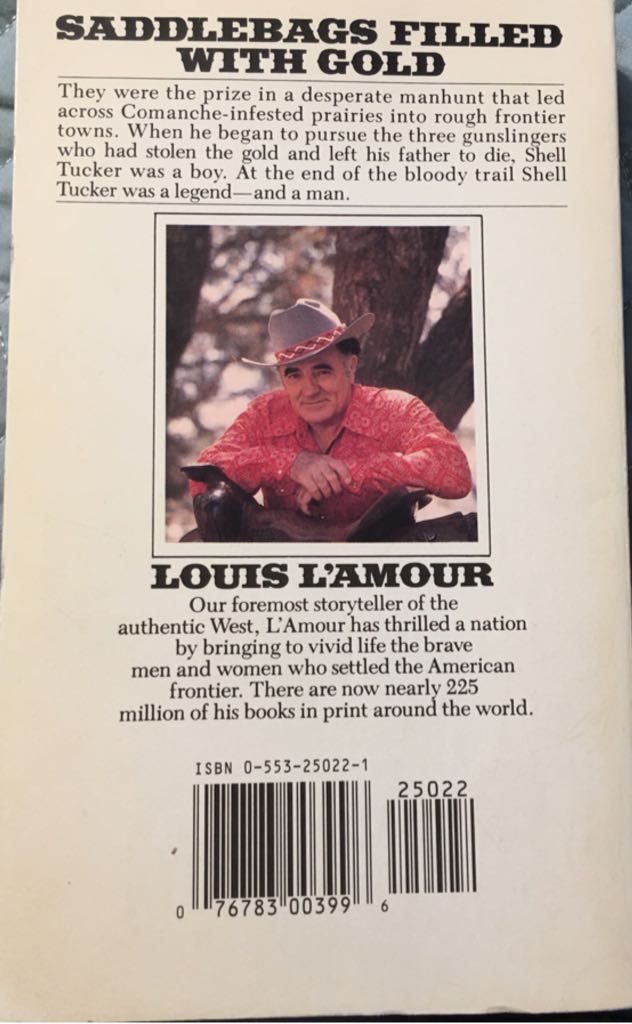 SADDLEBAGS FILLED
WITH GOLD
They were the prize in a desperate manhunt that led
across Comanche-infested prairies into rough frontier
towns. When he began to pursue the three gunslingers
who had stolen the gold and left his father to die, Shell
Tucker was a boy. At the end of the bloody trail Shell
Tucker was a legend—and a man.
LOUIS L'AMOUR
Our foremost storyteller of the
authentic West, L'Amour has thrilled a nation
by bringing to vivid life the brave
men and women who settled the American
frontier. There are now nearly 225
million of his books in print around the world.
ISBN 0-553-25022-1
25022
0 76783 00399 6